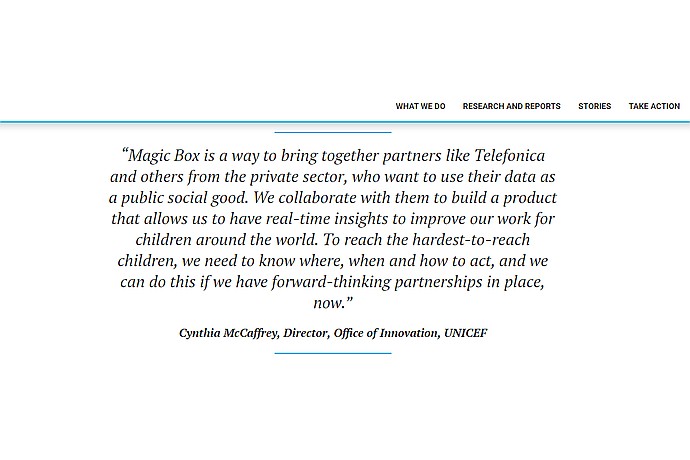 WHAT WE DO RESEARCH AND REPORTS STORIES TAKE ACTION
“Magic Box is a way to bring together partners like Telefonica
and others from the private sector, who want to use their data as
a public social good. We collaborate with them to build a product
that allows us to have real-time insights to improve our work for
children around the world. To reach the hardest-to-reach
children, we need to know where, when and how to act, and we
can do this if we have forward-thinking partnerships in place,
now.”
Cynthia McCaffrey, Director, Office of Innovation, UNICEF